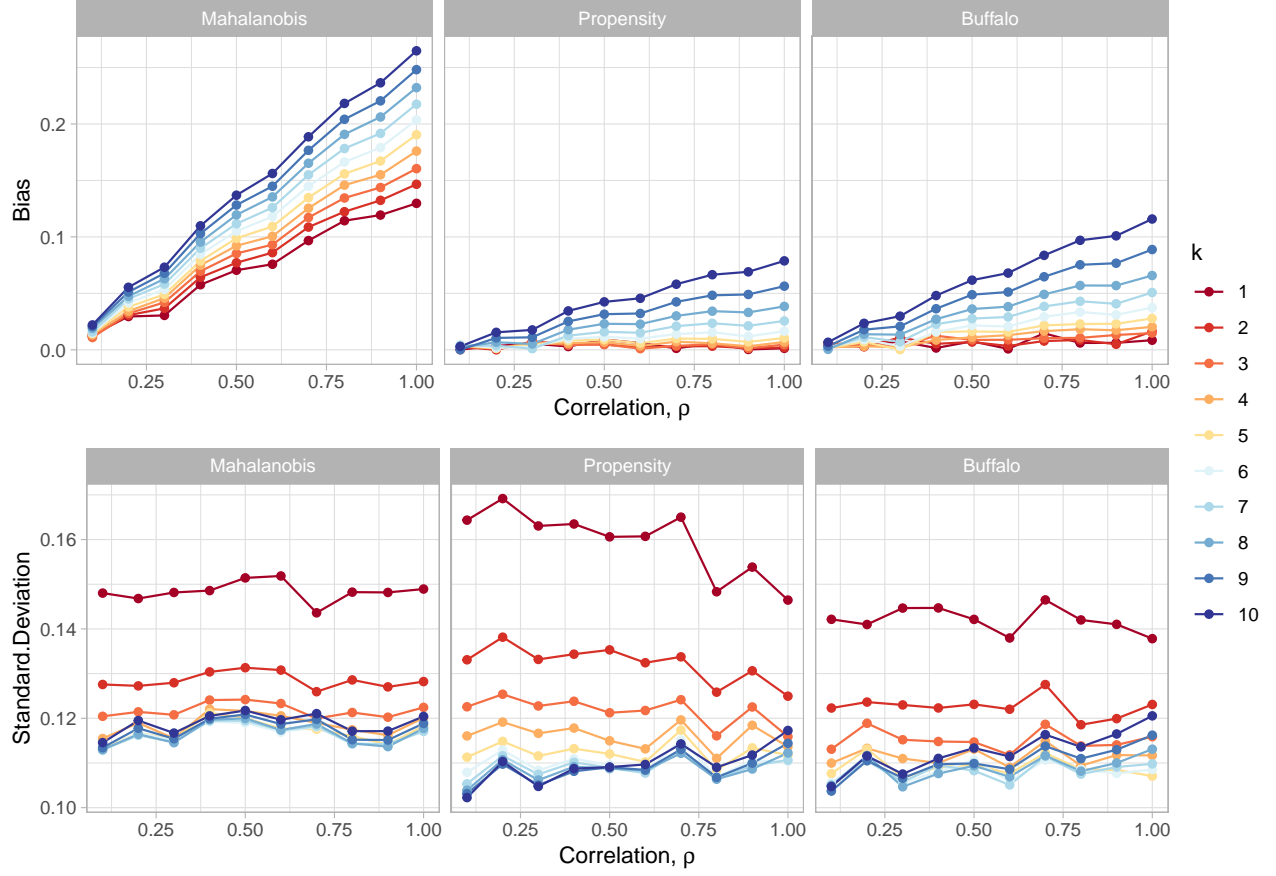 Mahalanobis
Propensity
Buffalo
Bias
0.2
0.1
0.0
0.25 0.50 0.75 1.00
0.25 0.50 0.75 1.00
0.25 0.50 0.75 1.00
Correlation, ρ
Mahalanobis
Propensity
Buffalo
Standard.Deviation
0.16
0.14
0.12
0.10
0.25 0.50 0.75 1.00
0.25 0.50 0.75 1.00
0.25 0.50 0.75 1.00
Correlation, ρ
k
1
2
3
4
5
6
7
8
9
10